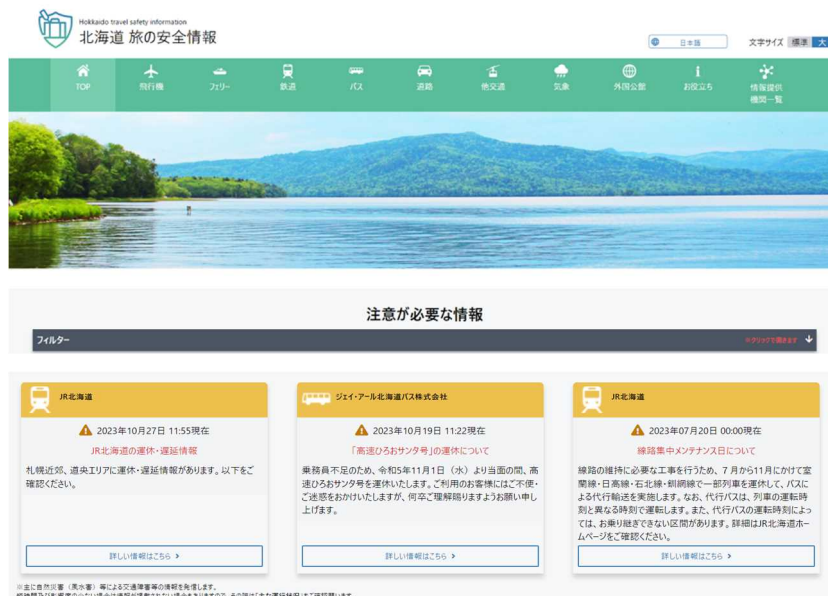 Hokkaido travel safety information
北海道 旅の安全情報
日本語
文字サイズ 標準 大
TOP
飛行機
フェリー
鉄道
バス
道路
他交通
気象
外国公館
お役立ち
情報提供
機関一覧
注意が必要な情報
フィルター
※クリックで開きます
JR北海道
2023年10月27日 11:55現在
JR北海道の運休・遅延情報
札幌近郊、道央エリアに運休・遅延情報があります。以下をご
確認ください。
詳しい情報はこちら
ジェイ・アール北海道バス株式会社
2023年10月19日 11:22現在
「高速ひろおサンタ号」の運休について
乗務員不足のため、令和5年11月1日（水）より当面の間、高
速ひろおサンタ号を運休いたします。ご利用のお客様にはご不便・
ご迷惑をおかけいたしますが、何卒ご理解賜りますようお願い申し
上げます。
詳しい情報はこちら
JR北海道
2023年07月20日 00:00現在
線路集中メンテナンス日について
線路の維持に必要な工事を行うため、7月から11月にかけて室
蘭線・日高線・石北線・釧網線で一部列車を運休して、バスに
よる代行輸送を実施します。なお、代行バスは、列車の運転時
刻と異なる時刻で運転します。また、代行バスの運転時刻によっ
ては、お乗り継ぎできない区間があります。詳細はJR北海道ホー
ムページをご確認ください。
詳しい情報はこちら
※主に自然災害（風水害）等による交通障害等の情報を発信します。